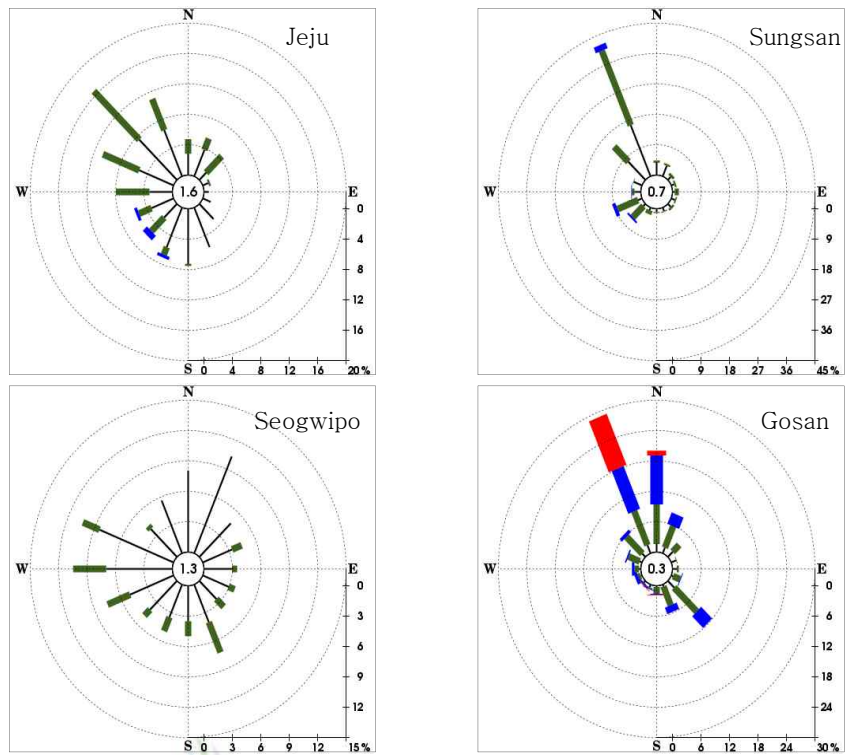 N
Jeju
W
1.6
E
0
4
8
12
16
S
0 4 8 12 16 20%
N
Sungsan
W
0.7
E
0
9
18
27
36
S
0 9 18 27 36 45%
N
Seogwipo
W
1.3
E
0
3
6
9
12
S
0 3 6 9 12 15%
N
Gosan
W
0.3
E
0
6
12
18
24
S
0 6 12 18 24 30%